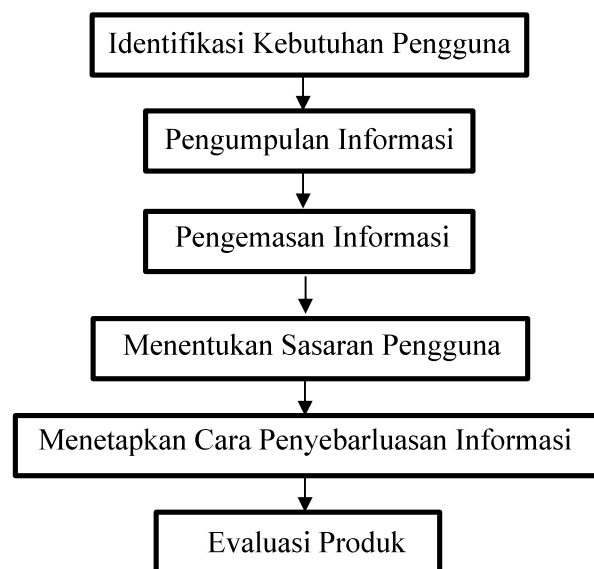 Identifikasi Kebutuhan Pengguna
Pengumpulan Informasi
Pengemasan Informasi
Menentukan Sasaran Pengguna
Menetapkan Cara Penyebarluasan Informasi
Evaluasi Produk